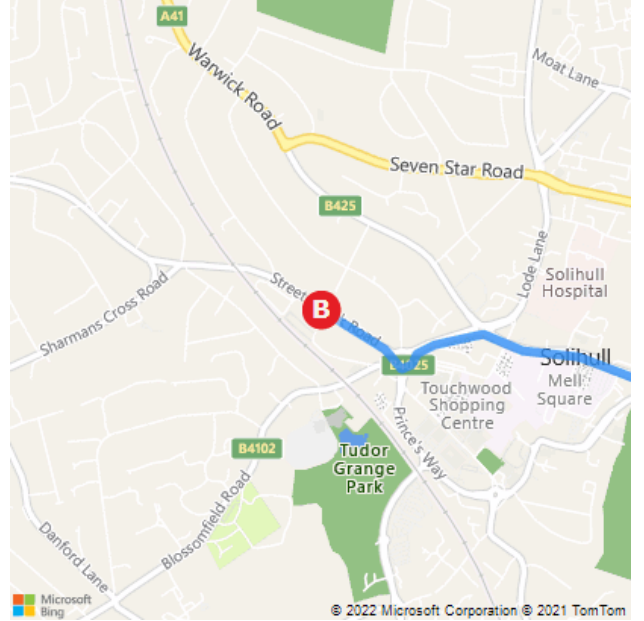 A41
Warwick Road
Moat Lane
Seven Star Road
B425
Lode Lane
Solihull
Hospital
Sharmans Cross Road
B
Road
Solihull
Mell
Square
Touchwood
Shopping
Centre
Prince's Way
B4102
Tudor
Grange
Park
Blossomfield Road
Danford Lane
Microsoft
Bing
© 2022 Microsoft Corporation © 2021 TomTom